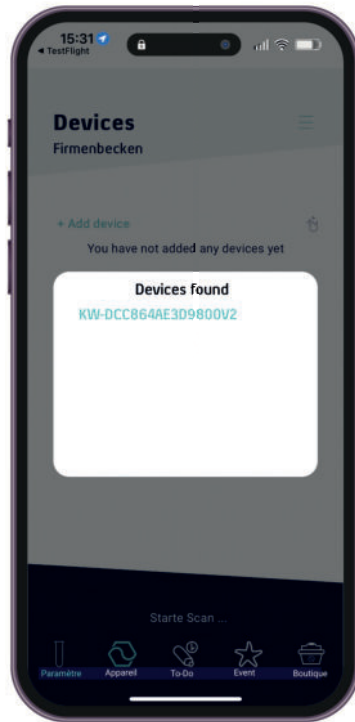 15:31
◀ TestFlight
Devices
Firmenbecken
+ Add device
You have not added any devices yet
Devices found
KW-DCC864AE3D9800V2
Starte Scan ...
Paramètre Appareil To-Do Event Boutique